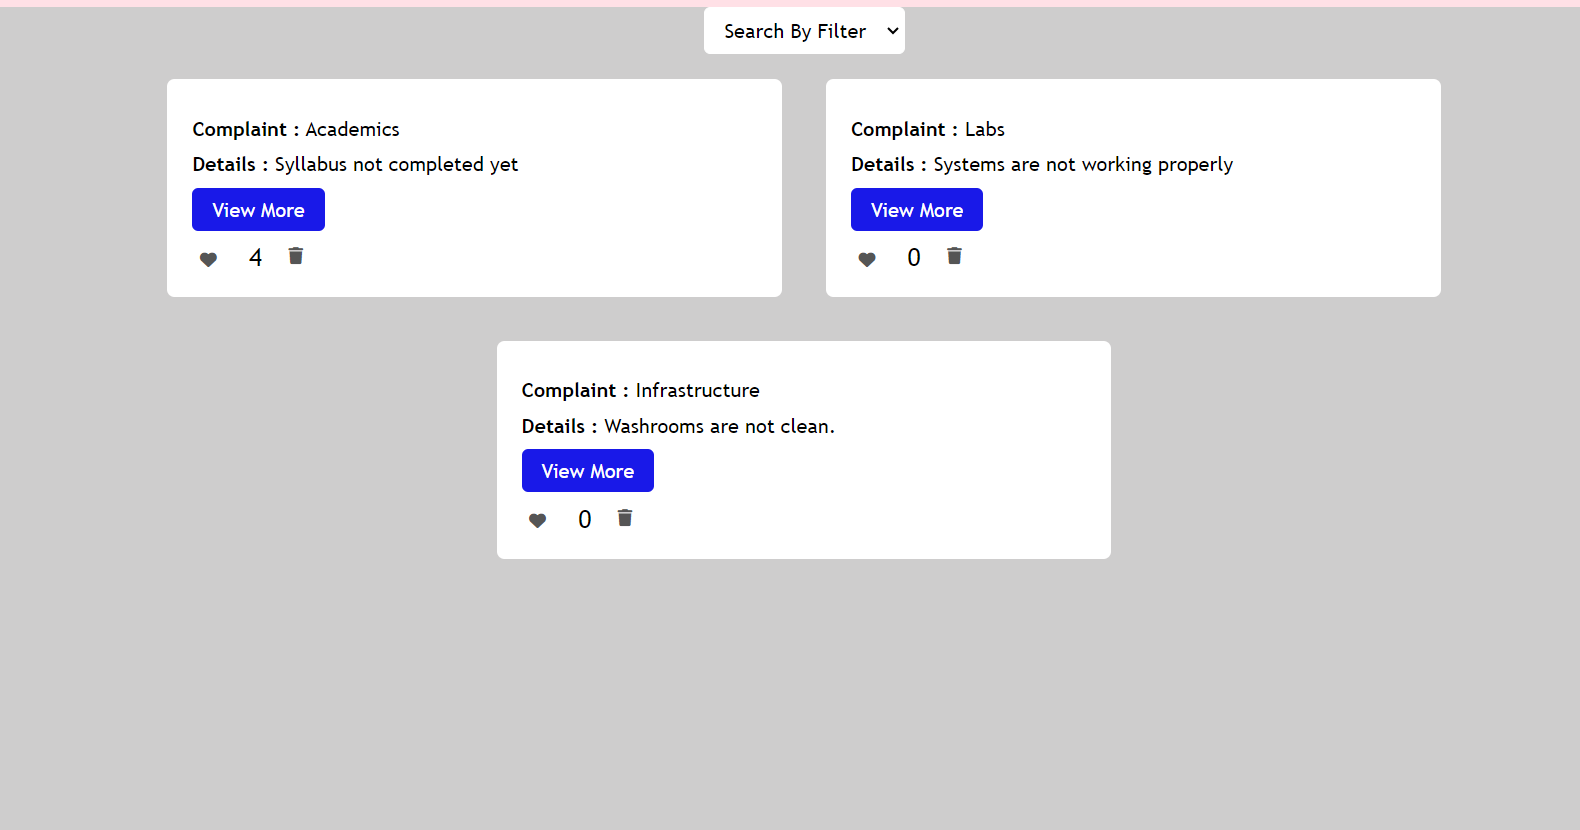 Search By Filter
Complaint : Academics
Details : Syllabus not completed yet
View More
4
Complaint : Labs
Details : Systems are not working properly
View More
0
Complaint : Infrastructure
Details : Washrooms are not clean.
View More
0